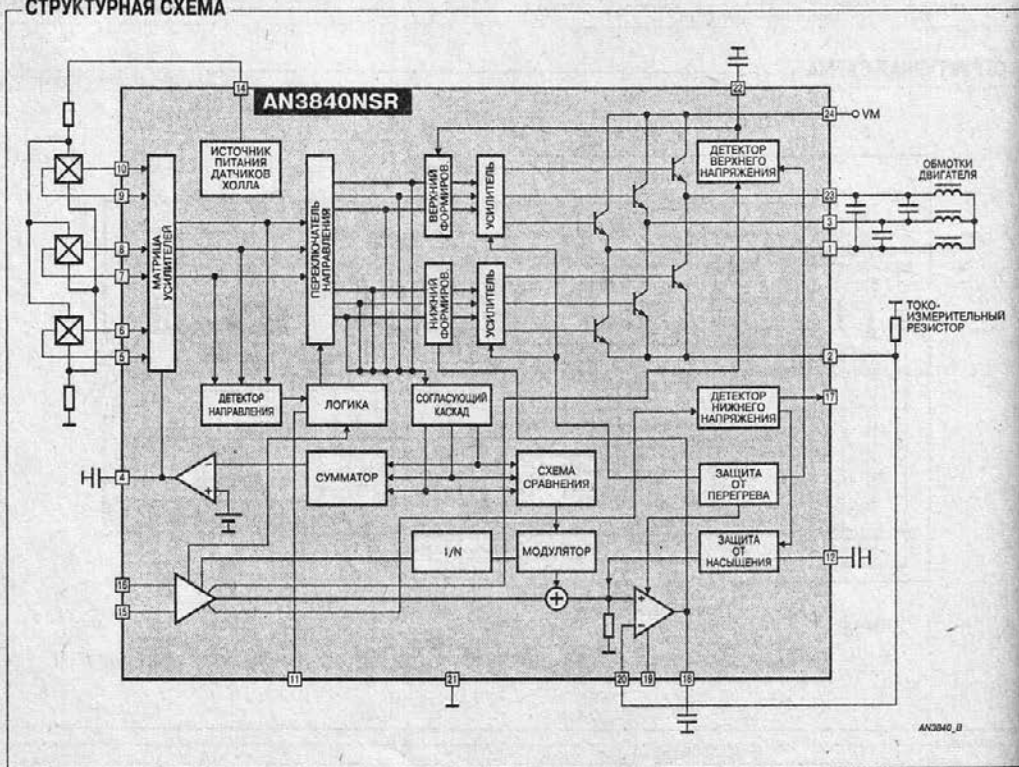 СТРУКТУРНАЯ СХЕМА
14
AN3840NSR
22
24
VM
ИСТОЧНИК
ПИТАНИЯ
ДАТЧИКОВ
ХОЛЛА
ДЕТЕКТОР
ВЕРХНЕГО
НАПРЯЖЕНИЯ
ОБМОТКИ
ДВИГАТЕЛЯ
10
9
8
7
6
5
МАТРИЦА
УСИЛИТЕЛЕЙ
ПЕРЕКЛЮЧАТЕЛЬ
НАПРАВЛЕНИЯ
ВЕРХНИЙ
ФОРМИРОВ.
УСИЛИТЕЛЬ
НИЖНИЙ
ФОРМИРОВ.
УСИЛИТЕЛЬ
23
3
1
ТОКО-
ИЗМЕРИТЕЛЬНЫЙ
РЕЗИСТОР
2
17
ДЕТЕКТОР
НАПРАВЛЕНИЯ
ЛОГИКА
СОГЛАСУЮЩИЙ
КАСКАД
ДЕТЕКТОР
НИЖНЕГО
НАПРЯЖЕНИЯ
4
−
+
СУММАТОР
СХЕМА
СРАВНЕНИЯ
ЗАЩИТА
ОТ
ПЕРЕГРЕВА
1/N
МОДУЛЯТОР
ЗАЩИТА
ОТ
НАСЫЩЕНИЯ
12
16
15
+
+
−
11
21
20
19
18
AN3840_B